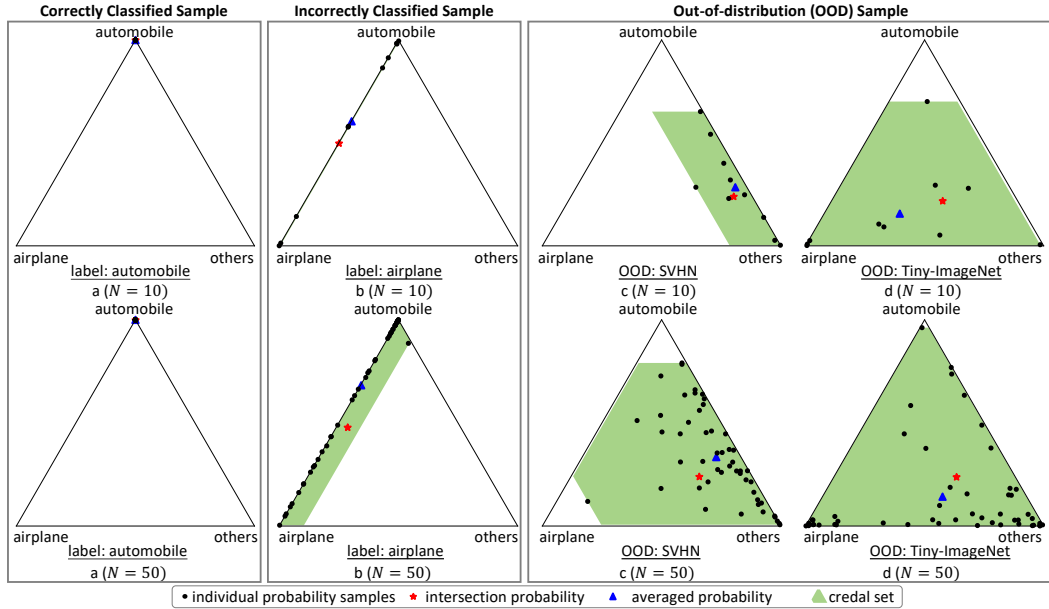 Correctly Classified Sample
Incorrectly Classified Sample
Out-of-distribution (OOD) Sample
automobile
automobile
automobile
automobile
airplane others
airplane others
airplane others
airplane others
label: automobile
label: airplane
OOD: SVHN
OOD: Tiny-ImageNet
a (N = 10)
b (N = 10)
c (N = 10)
d (N = 10)
automobile
automobile
automobile
automobile
airplane others
airplane others
airplane others
airplane others
label: automobile
label: airplane
OOD: SVHN
OOD: Tiny-ImageNet
a (N = 50)
b (N = 50)
c (N = 50)
d (N = 50)
individual probability samples intersection probability averaged probability credal set